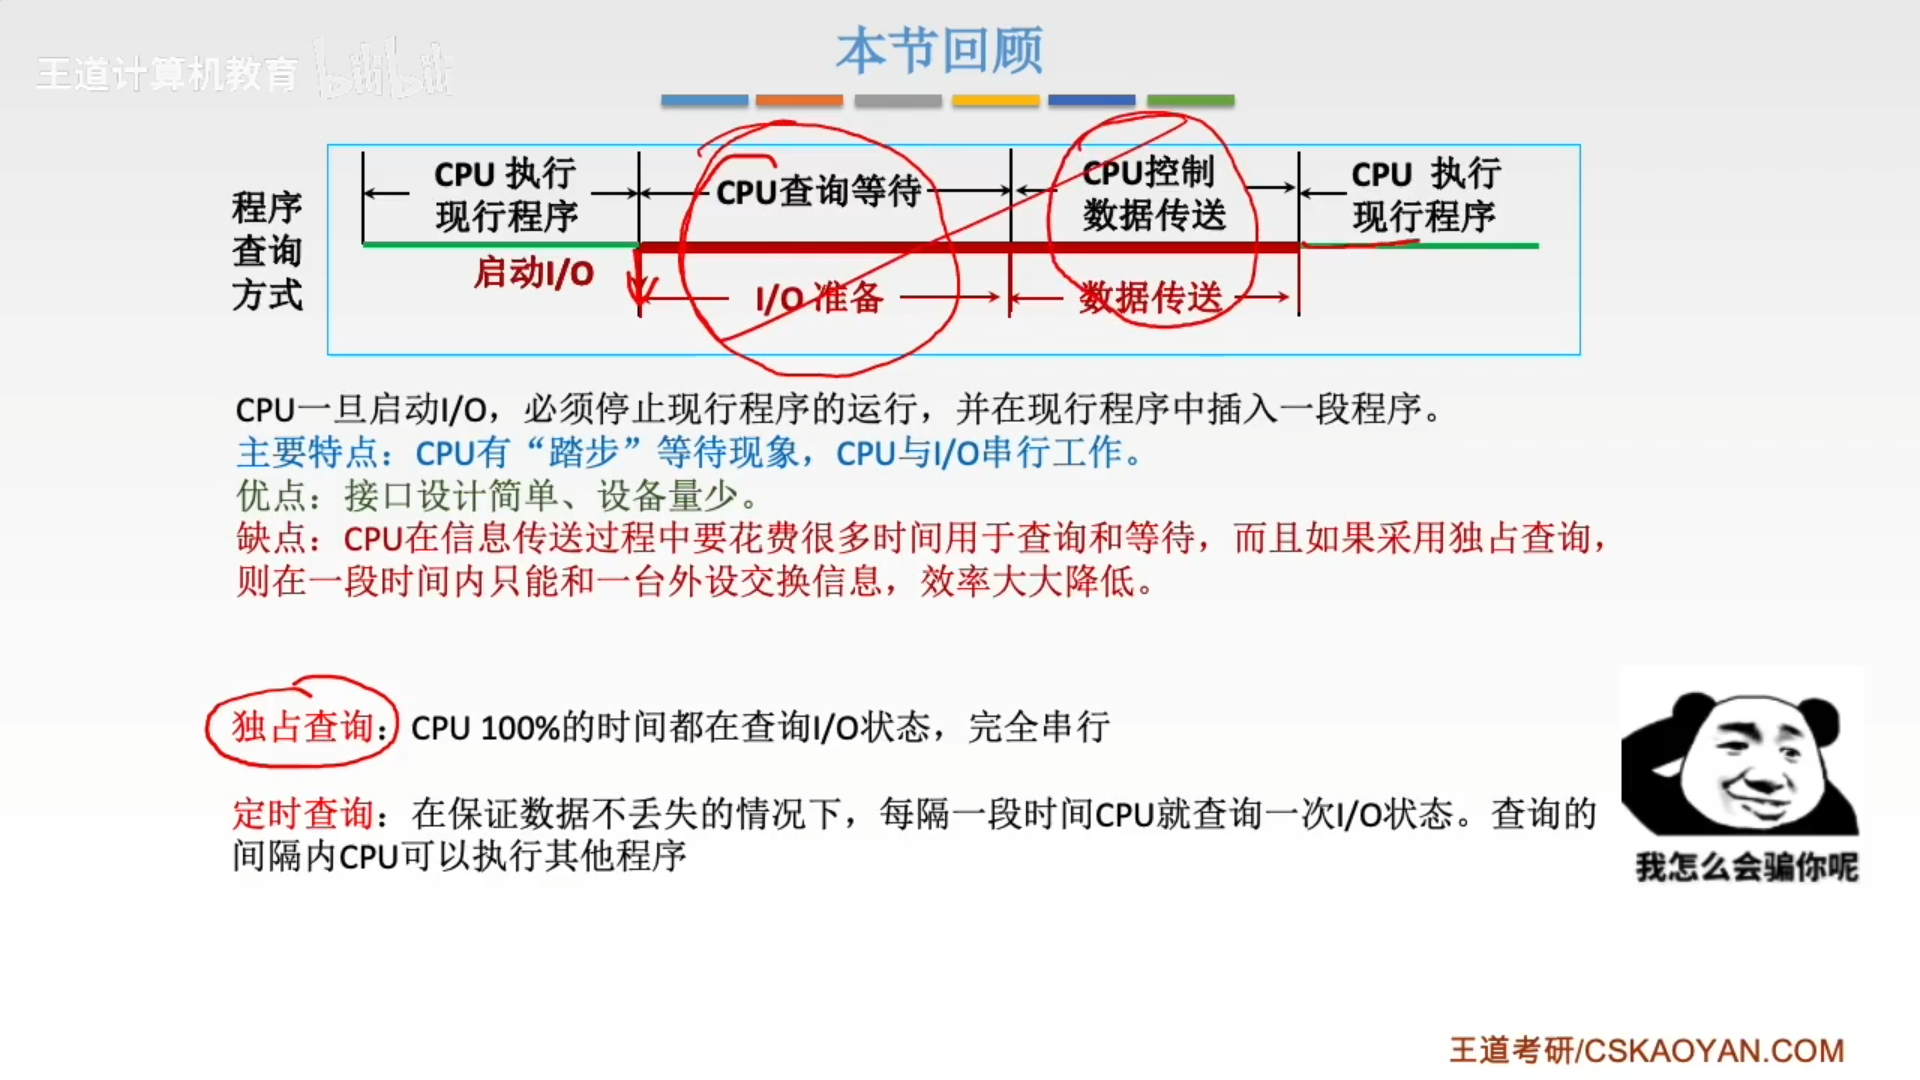 王道计算机教育 bilibili
本节回顾
程序
查询
方式
CPU 执行
现行程序
CPU查询等待
CPU控制
数据传送
CPU 执行
现行程序
启动I/O
I/O 准备
数据传送
CPU一旦启动I/O，必须停止现行程序的运行，并在现行程序中插入一段程序。
主要特点：CPU有“踏步”等待现象，CPU与I/O串行工作。
优点：接口设计简单、设备量少。
缺点：CPU在信息传送过程中要花费很多时间用于查询和等待，而且如果采用独占查询，
则在一段时间内只能和一台外设交换信息，效率大大降低。
独占查询：CPU 100%的时间都在查询I/O状态，完全串行
定时查询：在保证数据不丢失的情况下，每隔一段时间CPU就查询一次I/O状态。查询的
间隔内CPU可以执行其他程序
我怎么会骗你呢
王道考研/CSKAOYAN.COM